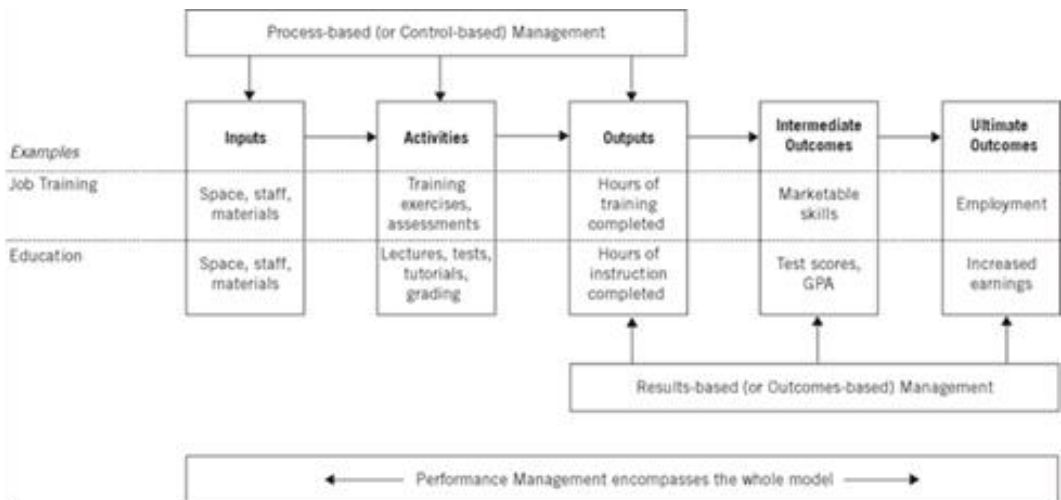 Process-based (or Control-based) Management
Inputs
Activities
Outputs
Intermediate
Outcomes
Ultimate
Outcomes
Examples
Job Training
Space, staff,
materials
Training
exercises,
assessments
Hours of
training
completed
Marketable
skills
Employment
Education
Space, staff,
materials
Lectures, tests,
tutorials,
grading
Hours of
instruction
completed
Test scores,
GPA
Increased
earnings
Results-based (or Outcomes-based) Management
Performance Management encompasses the whole model